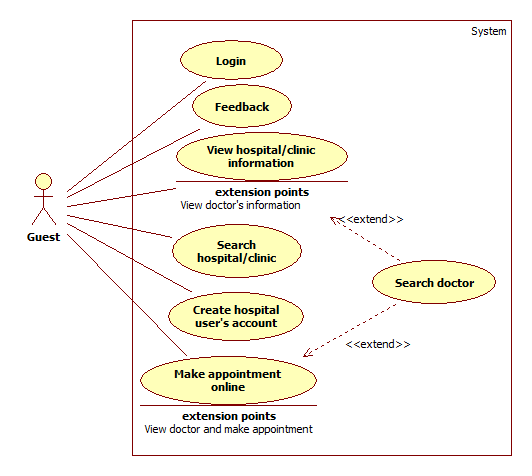 System
Login
Feedback
View hospital/clinic
information
extension points
View doctor's information
<<extend>>
Guest
Search
hospital/clinic
Search doctor
Create hospital
user's account
<<extend>>
Make appointment
online
extension points
View doctor and make appointment